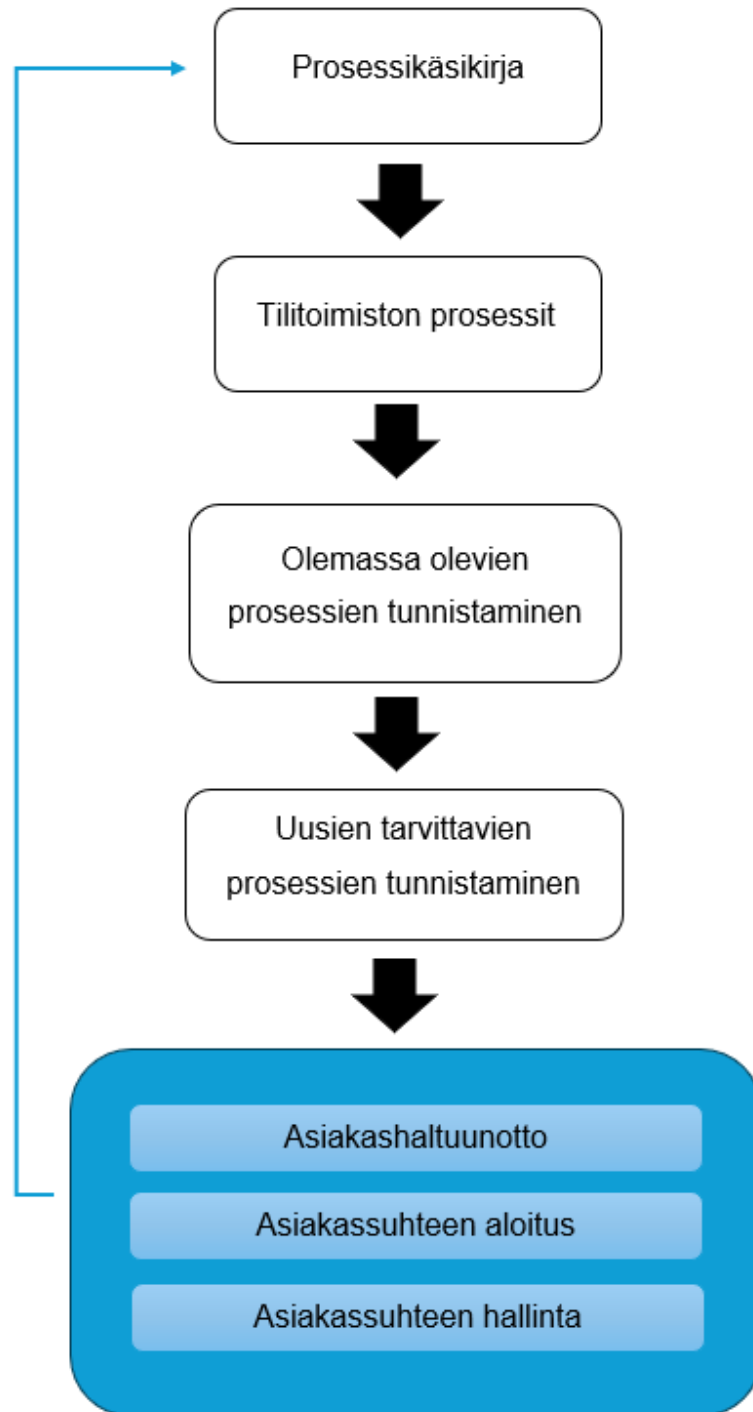 Prosessikäsikirja
Tilitoimiston prosessit
Olemassa olevien
prosessien tunnistaminen
Uusien tarvittavien
prosessien tunnistaminen
Asiakashaltuunotto
Asiakassuhteen aloitus
Asiakassuhteen hallinta